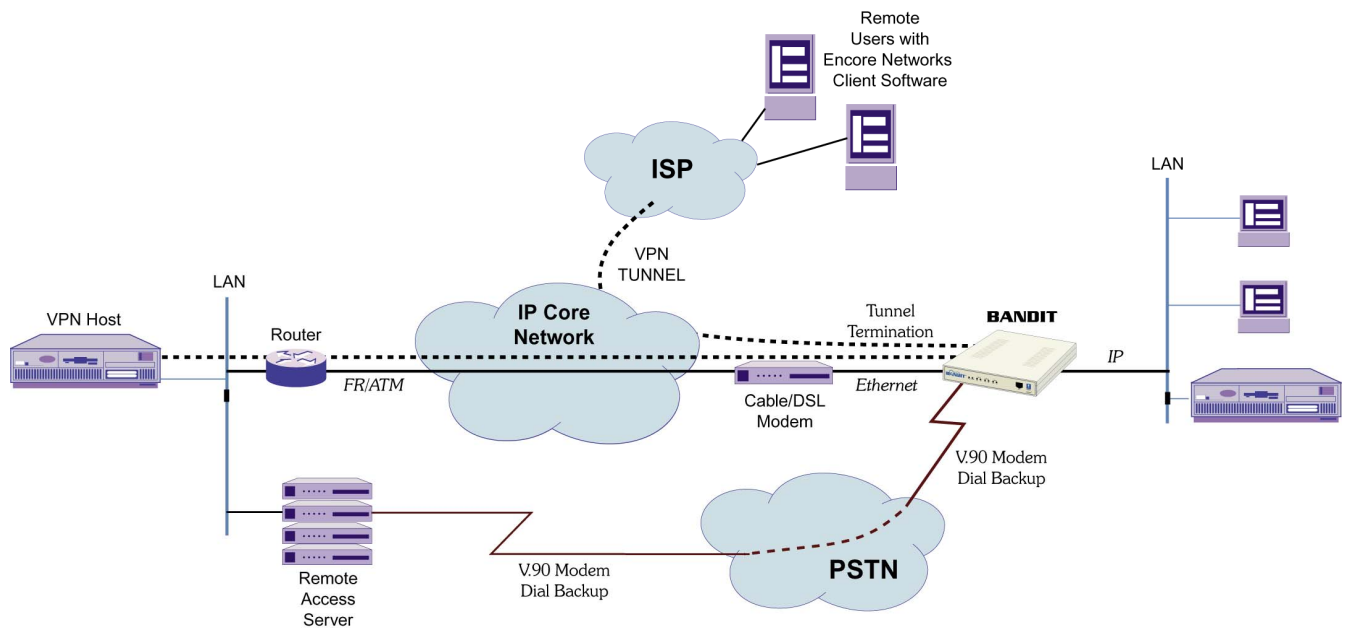 Remote
Users with
Encore Networks
Client Software
ISP
LAN
VPN
TUNNEL
LAN
IP Core
Network
Tunnel
Termination
BANDIT
VPN Host
Router
IP
FR/ATM
Ethernet
Cable/DSL
Modem
V.90 Modem
Dial Backup
V.90 Modem
Dial Backup
PSTN
Remote
Access
Server